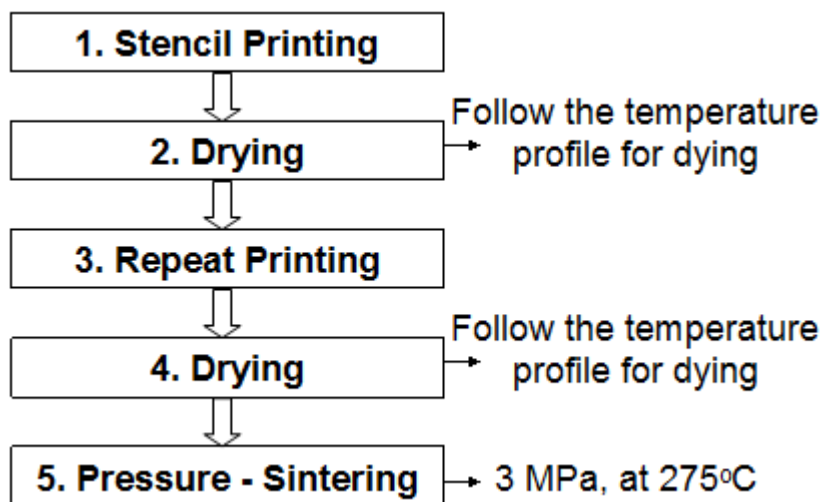 1. Stencil Printing
Follow the temperature
profile for dying
2. Drying
3. Repeat Printing
Follow the temperature
profile for dying
4. Drying
5. Pressure - Sintering
3 MPa, at 275ºC